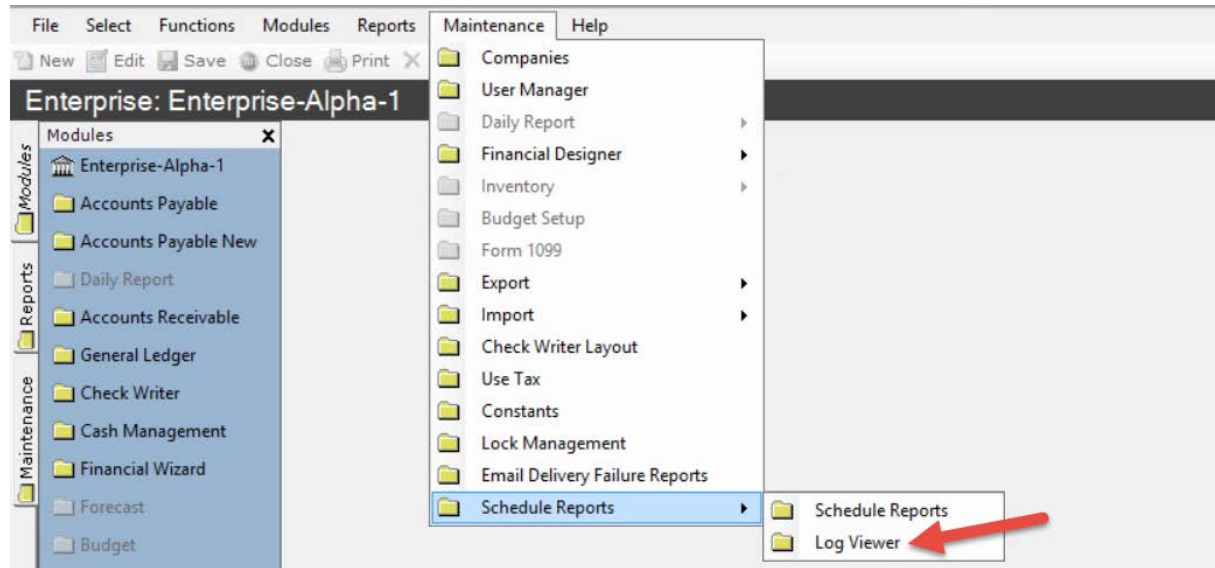 File Select Functions Modules Reports Maintenance Help
New Edit Save Close Print
Enterprise: Enterprise-Alpha-1
Modules
Reports
Maintenance
Modules
Enterprise-Alpha-1
Accounts Payable
Accounts Payable New
Daily Report
Accounts Receivable
General Ledger
Check Writer
Cash Management
Financial Wizard
Forecast
Budget
Companies
User Manager
Daily Report
Financial Designer
Inventory
Budget Setup
Form 1099
Export
Import
Check Writer Layout
Use Tax
Constants
Lock Management
Email Delivery Failure Reports
Schedule Reports
Schedule Reports
Log Viewer